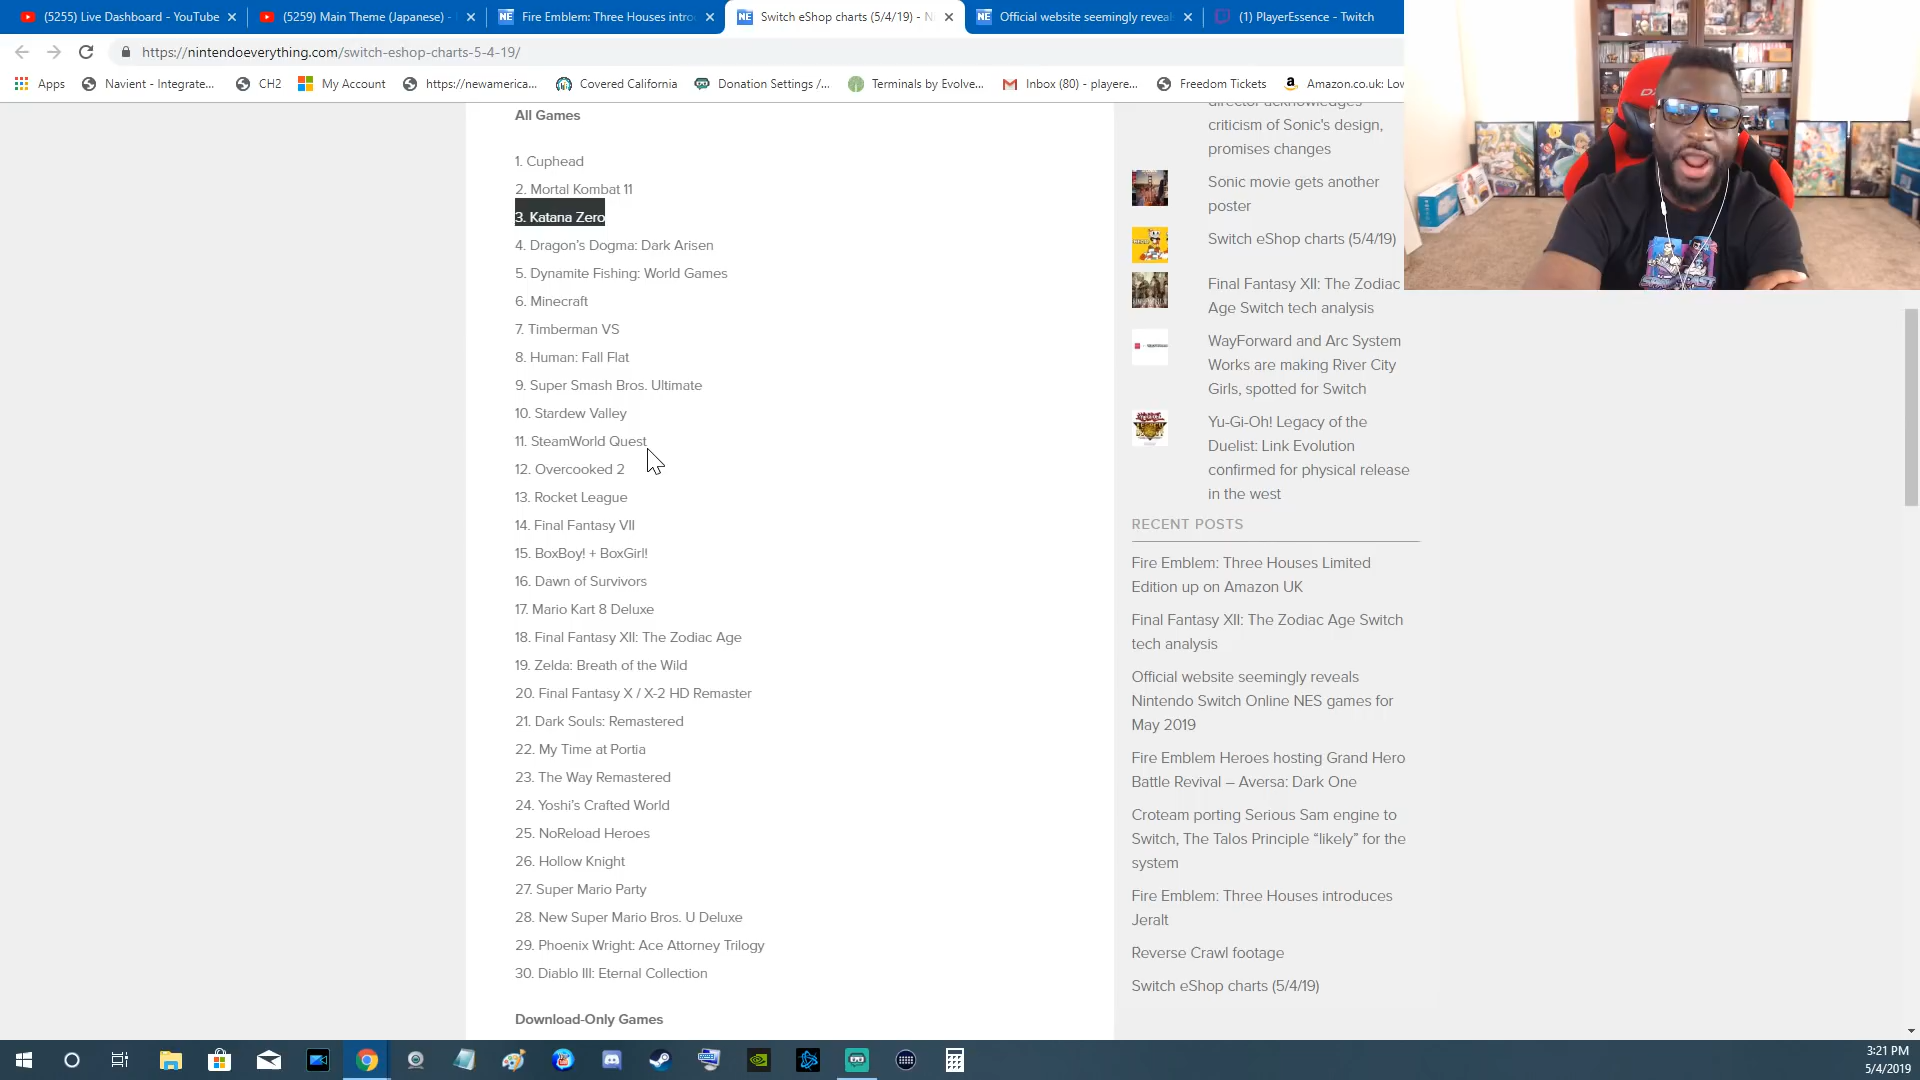 (5255) Live Dashboard - YouTube
(5259) Main Theme (Japanese) -
Fire Emblem: Three Houses intro
Switch eShop charts (5/4/19) - Ni
Official website seemingly revea
(1) PlayerEssence - Twitch
https://nintendoeverything.com/switch-eshop-charts-5-4-19/
Apps
Navient - Integrate...
CH2
My Account
https://newamerica...
Covered California
Donation Settings /...
Terminals by Evolve...
Inbox (80) - playere...
Freedom Tickets
Amazon.co.uk: Low
All Games
1. Cuphead
2. Mortal Kombat 11
3. Katana Zero
4. Dragon’s Dogma: Dark Arisen
5. Dynamite Fishing: World Games
6. Minecraft
7. Timberman VS
8. Human: Fall Flat
9. Super Smash Bros. Ultimate
10. Stardew Valley
11. SteamWorld Quest
12. Overcooked 2
13. Rocket League
14. Final Fantasy VII
15. BoxBoy! + BoxGirl!
16. Dawn of Survivors
17. Mario Kart 8 Deluxe
18. Final Fantasy XII: The Zodiac Age
19. Zelda: Breath of the Wild
20. Final Fantasy X / X-2 HD Remaster
21. Dark Souls: Remastered
22. My Time at Portia
23. The Way Remastered
24. Yoshi’s Crafted World
25. NoReload Heroes
26. Hollow Knight
27. Super Mario Party
28. New Super Mario Bros. U Deluxe
29. Phoenix Wright: Ace Attorney Trilogy
30. Diablo III: Eternal Collection
Download-Only Games
director acknowledges
criticism of Sonic's design,
promises changes
Sonic movie gets another
poster
Switch eShop charts (5/4/19)
Final Fantasy XII: The Zodiac
Age Switch tech analysis
WayForward and Arc System
Works are making River City
Girls, spotted for Switch
Yu-Gi-Oh! Legacy of the
Duelist: Link Evolution
confirmed for physical release
in the west
RECENT POSTS
Fire Emblem: Three Houses Limited
Edition up on Amazon UK
Final Fantasy XII: The Zodiac Age Switch
tech analysis
Official website seemingly reveals
Nintendo Switch Online NES games for
May 2019
Fire Emblem Heroes hosting Grand Hero
Battle Revival – Aversa: Dark One
Croteam porting Serious Sam engine to
Switch, The Talos Principle “likely” for the
system
Fire Emblem: Three Houses introduces
Jeralt
Reverse Crawl footage
Switch eShop charts (5/4/19)
3:21 PM
5/4/2019